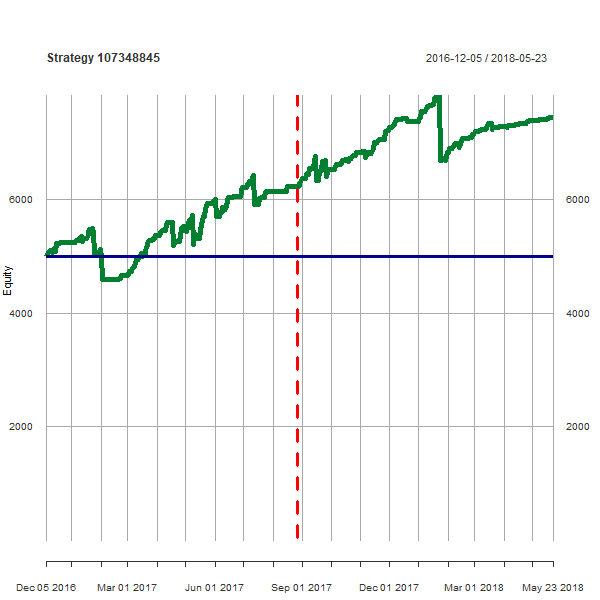 Strategy 107348845
2016-12-05 / 2018-05-23
6000
6000
Equity
4000
4000
2000
2000
Dec 05 2016
Mar 01 2017
Jun 01 2017
Sep 01 2017
Dec 01 2017
Mar 01 2018
May 23 2018